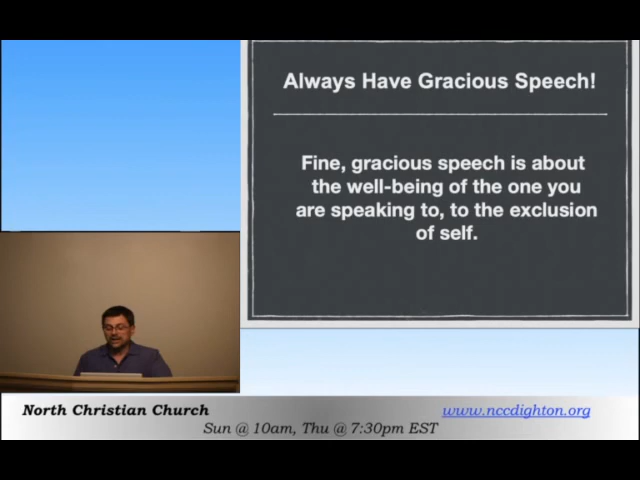 Always Have Gracious Speech!
Fine, gracious speech is about
the well-being of the one you
are speaking to, to the exclusion
of self.
North Christian Church
www.nccdighton.org
Sun @ 10am, Thu @ 7:30pm EST